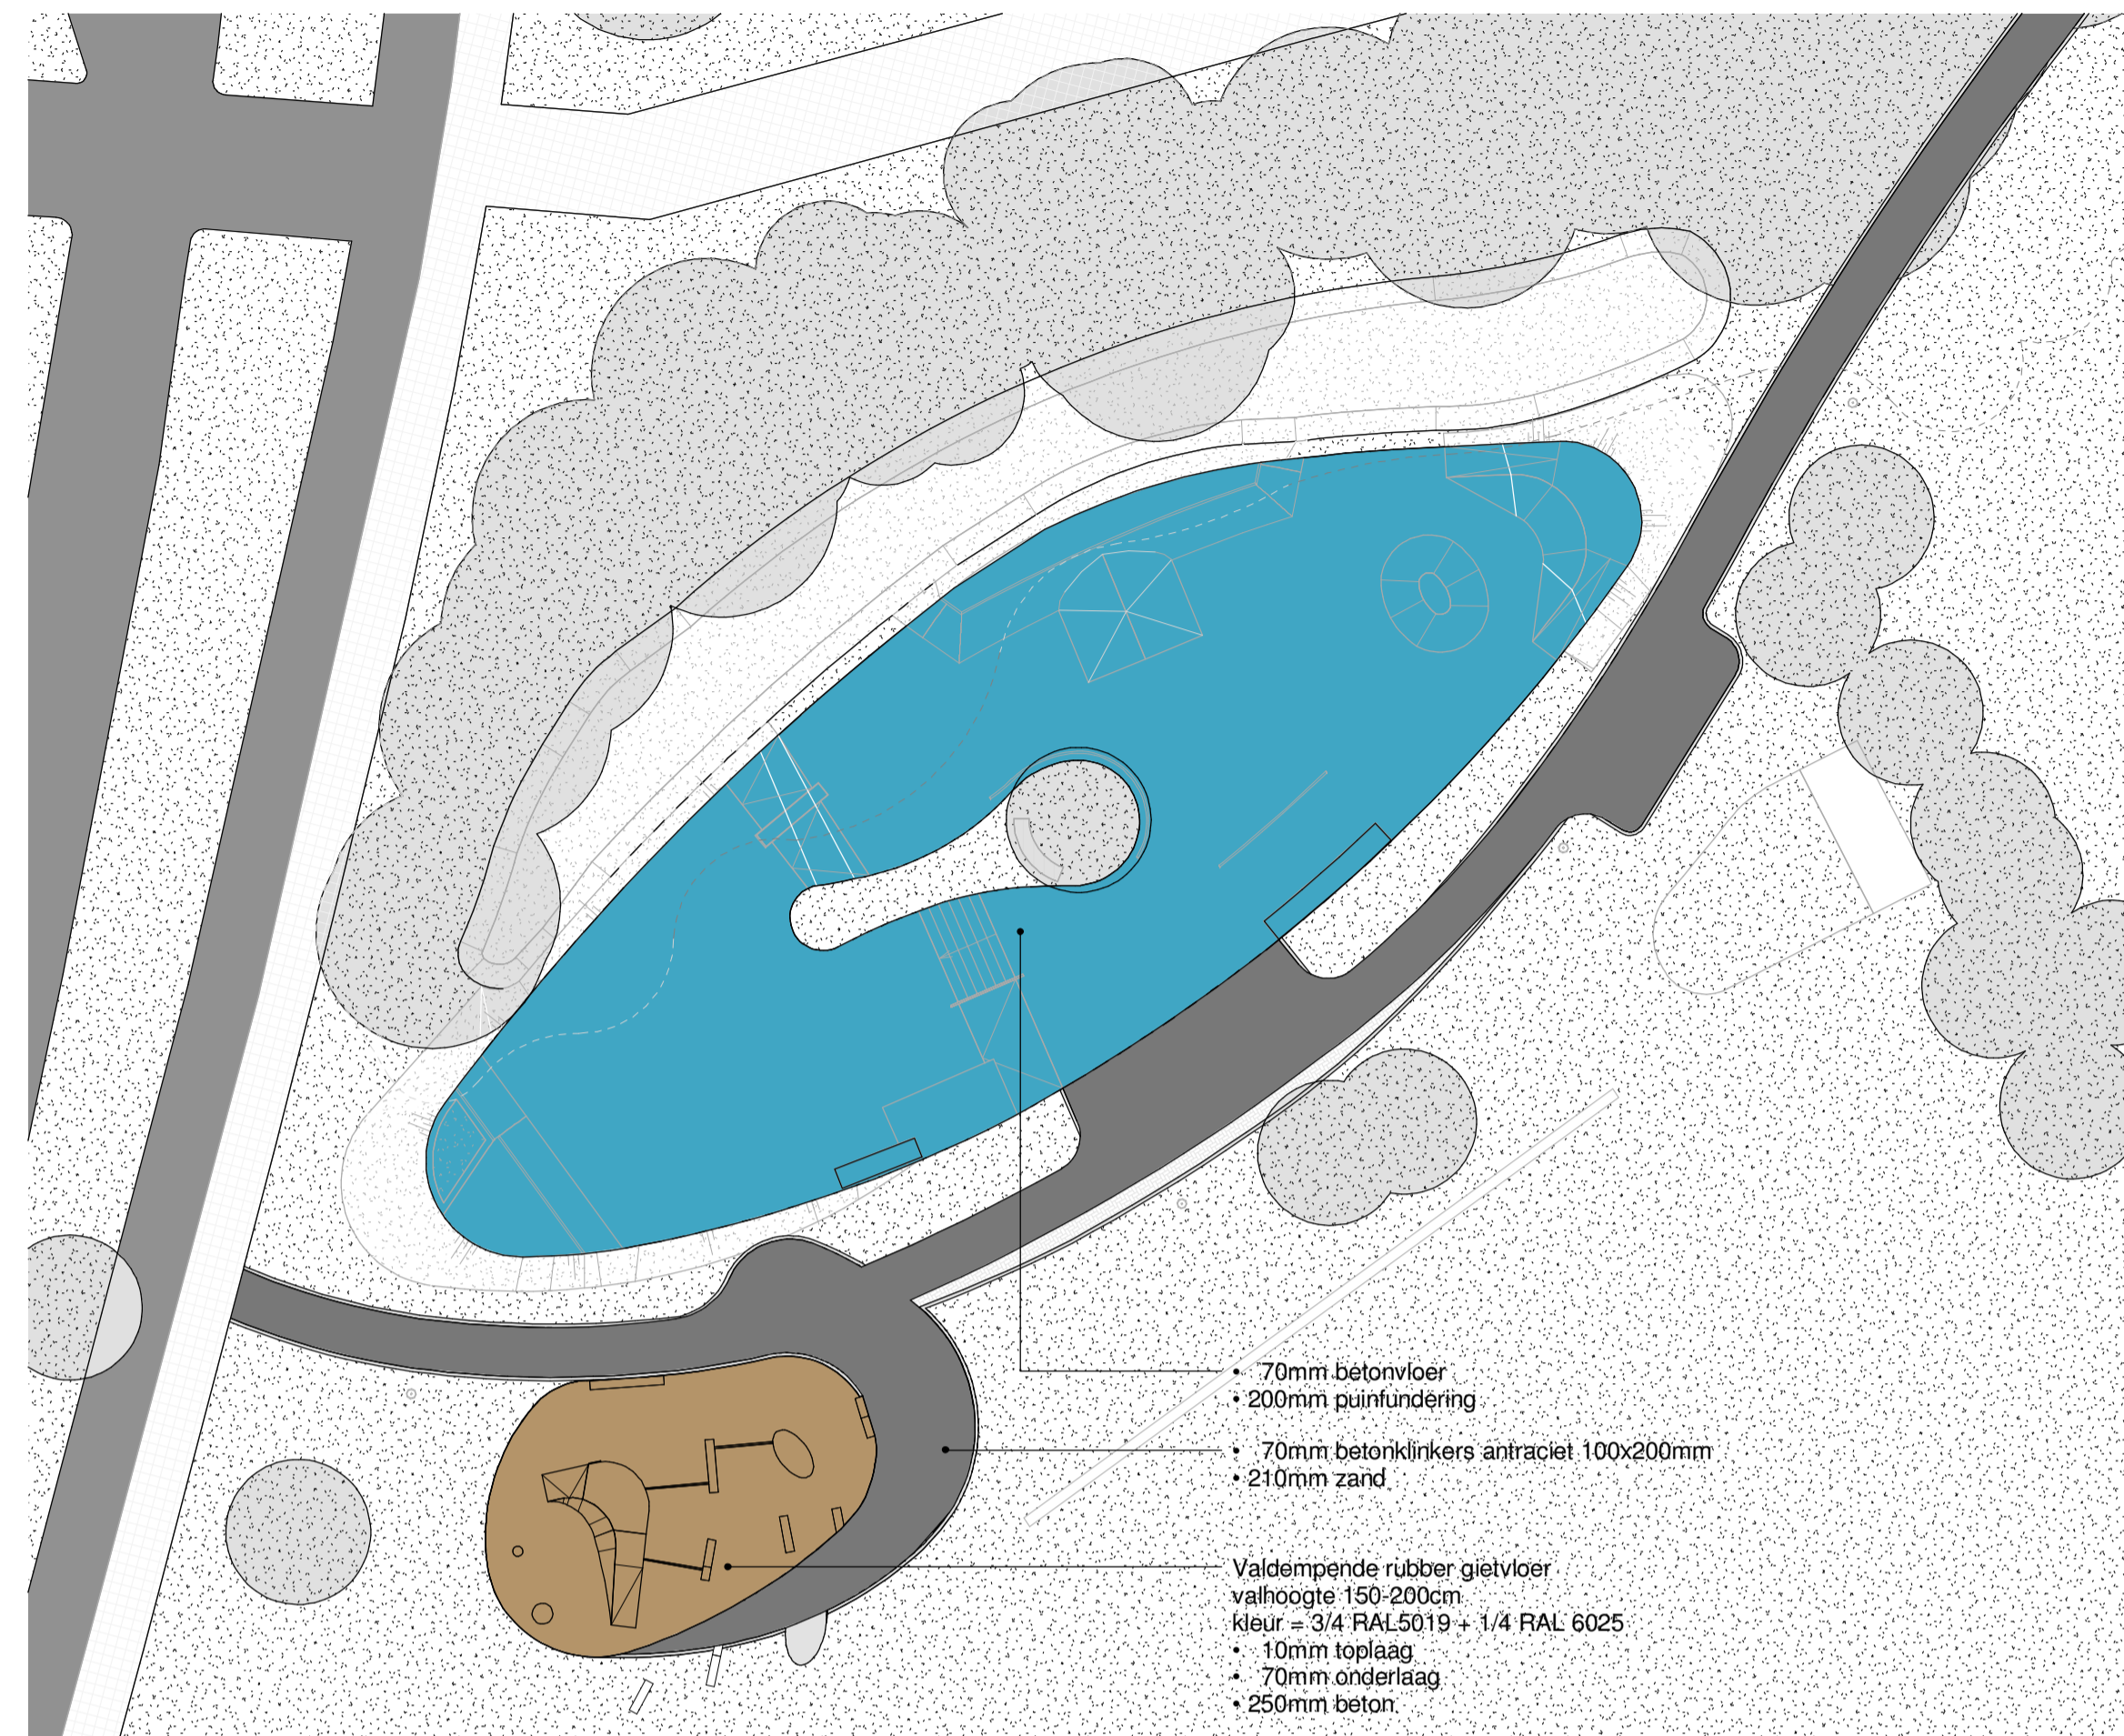 • 70mm betonvloer
• 200mm puinfundering
• 70mm betonklinkers antraciet 100x200mm
• 210mm zand
Valdempende rubber gietvloer
valhoogte 150-200cm
kleur = 3/4 RAL5019 + 1/4 RAL 6025
• 10mm toplaag
• 70mm onderlaag
• 250mm beton